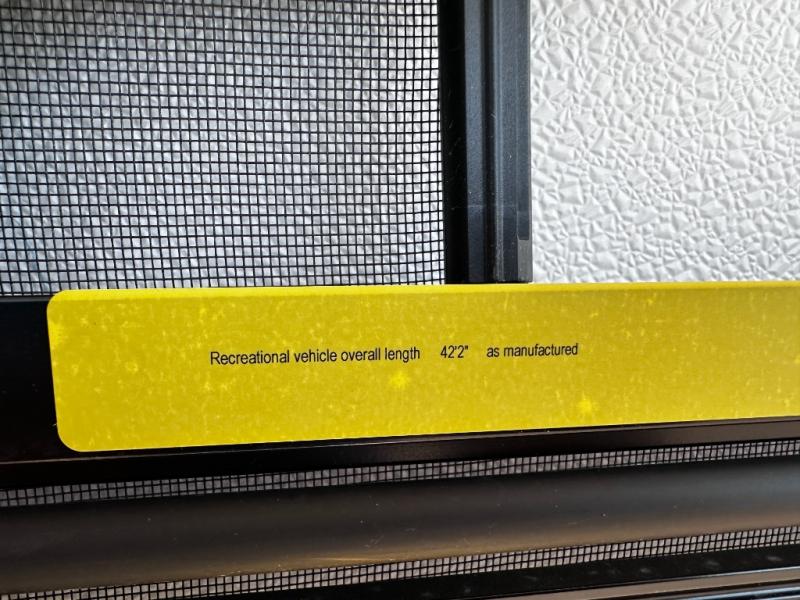 Recreational vehicle overall length 42'2" as manufactured